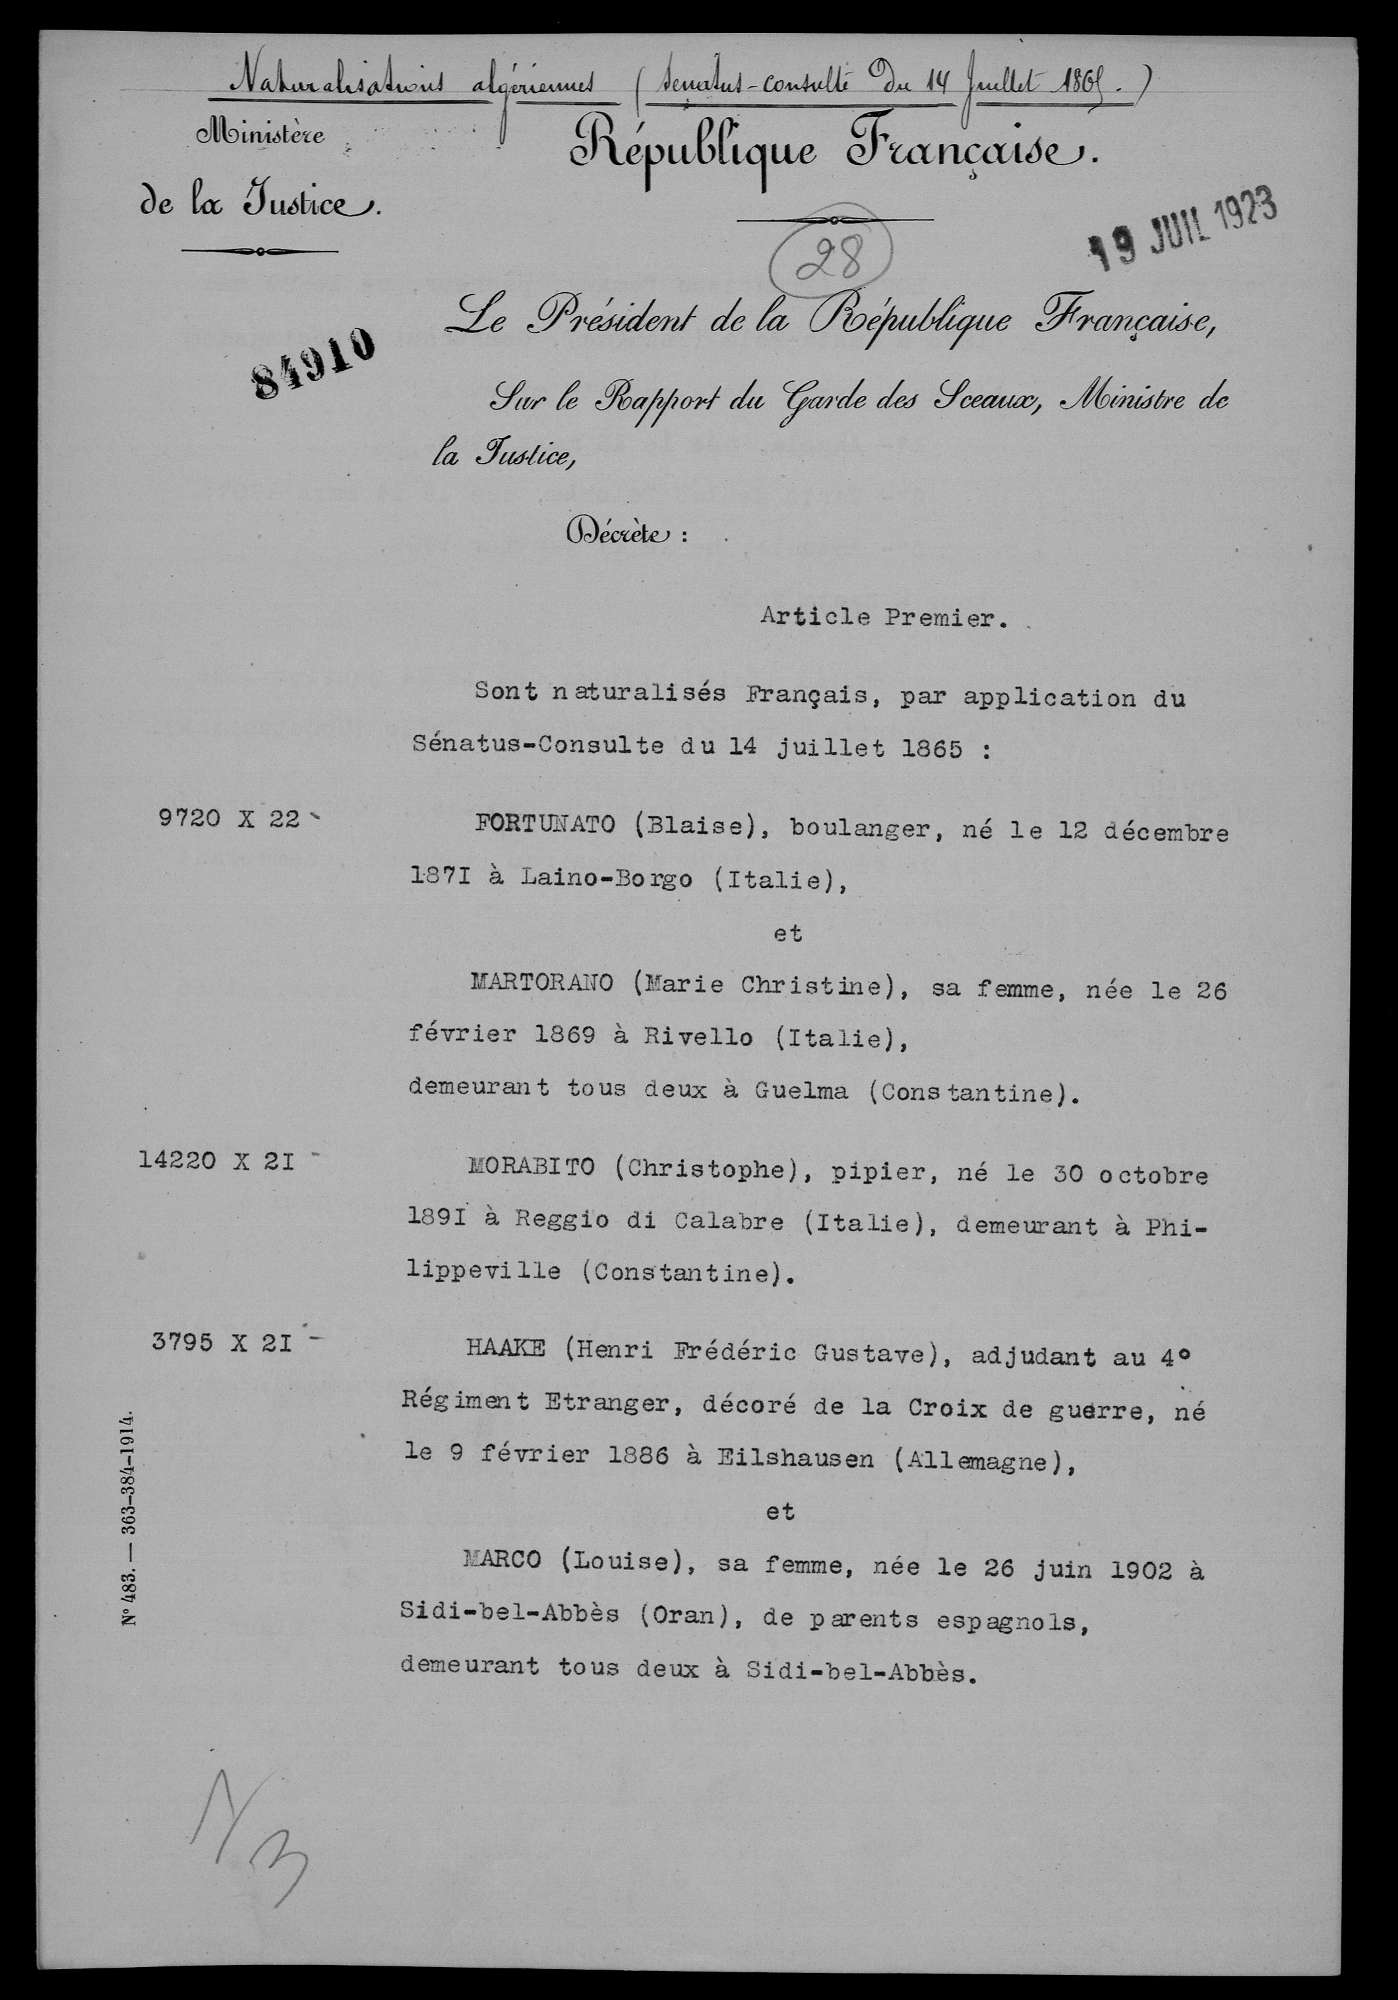 Naturalisations algériennes (senatus-consulte du 14 Juillet 1865.)
Ministère
de la Justice.
République Française.
19 JUIL 1923
28
84910
Le Président de la République Française,
Sur le Rapport du Garde des Sceaux, Ministre de
la Justice,
Décrète :
Article Premier.
Sont naturalisés Français, par application du
Sénatus-Consulte du 14 juillet 1865 :
9720 X 22
FORTUNATO (Blaise), boulanger, né le 12 décembre
187I à Laino-Borgo (Italie),
et
MARTORANO (Marie Christine), sa femme, née le 26
février 1869 à Rivello (Italie),
demeurant tous deux à Guelma (Constantine).
14220 X 2I
MORABITO (Christophe), pipier, né le 30 octobre
189I à Reggio di Calabre (Italie), demeurant à Phi-
lippeville (Constantine).
3795 X 2I
HAAKE (Henri Frédéric Gustave), adjudant au 4°
Régiment Etranger, décoré de la Croix de guerre, né
le 9 février 1886 à Eilshausen (Allemagne),
et
MARCO (Louise), sa femme, née le 26 juin 1902 à
Sidi-bel-Abbès (Oran), de parents espagnols,
demeurant tous deux à Sidi-bel-Abbès.
N° 483. — 363-384-1914.